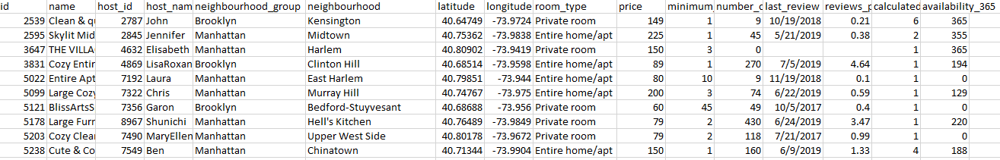 id name host_id host_nam neighbourhood_group neighbourhood latitude longitude room_type price minimum_ number_c last_review reviews_p calculated availability_365
2539 Clean & qu 2787 John Brooklyn Kensington 40.64749 -73.9724 Private room 149 1 9 10/19/2018 0.21 6 365
2595 Skylit Mid 2845 Jennifer Manhattan Midtown 40.75362 -73.9838 Entire home/apt 225 1 45 5/21/2019 0.38 2 355
3647 THE VILLA 4632 Elisabeth Manhattan Harlem 40.80902 -73.9419 Private room 150 3 0 1 365
3831 Cozy Entir 4869 LisaRoxan Brooklyn Clinton Hill 40.68514 -73.9598 Entire home/apt 89 1 270 7/5/2019 4.64 1 194
5022 Entire Apt 7192 Laura Manhattan East Harlem 40.79851 -73.944 Entire home/apt 80 10 9 11/19/2018 0.1 1 0
5099 Large Cozy 7322 Chris Manhattan Murray Hill 40.74767 -73.975 Entire home/apt 200 3 74 6/22/2019 0.59 1 129
5121 BlissArtsS 7356 Garon Brooklyn Bedford-Stuyvesant 40.68688 -73.956 Private room 60 45 49 10/5/2017 0.4 1 0
5178 Large Furr 8967 Shunichi Manhattan Hell's Kitchen 40.76489 -73.9849 Private room 79 2 430 6/24/2019 3.47 1 220
5203 Cozy Clea 7490 MaryEllen Manhattan Upper West Side 40.80178 -73.9672 Private room 79 2 118 7/21/2017 0.99 1 0
5238 Cute & Co 7549 Ben Manhattan Chinatown 40.71344 -73.9904 Entire home/apt 150 1 160 6/9/2019 1.33 4 188